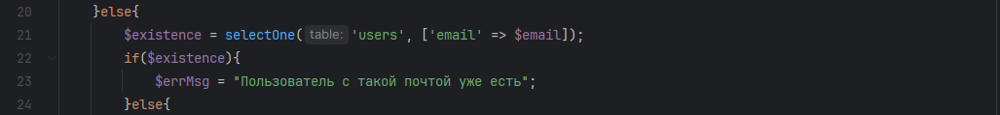 20 }else{
21 $existence = selectOne( table: 'users', ['email' => $email]);
22 if($existence){
23 $errMsg = "Пользователь с такой почтой уже есть";
24 }else{